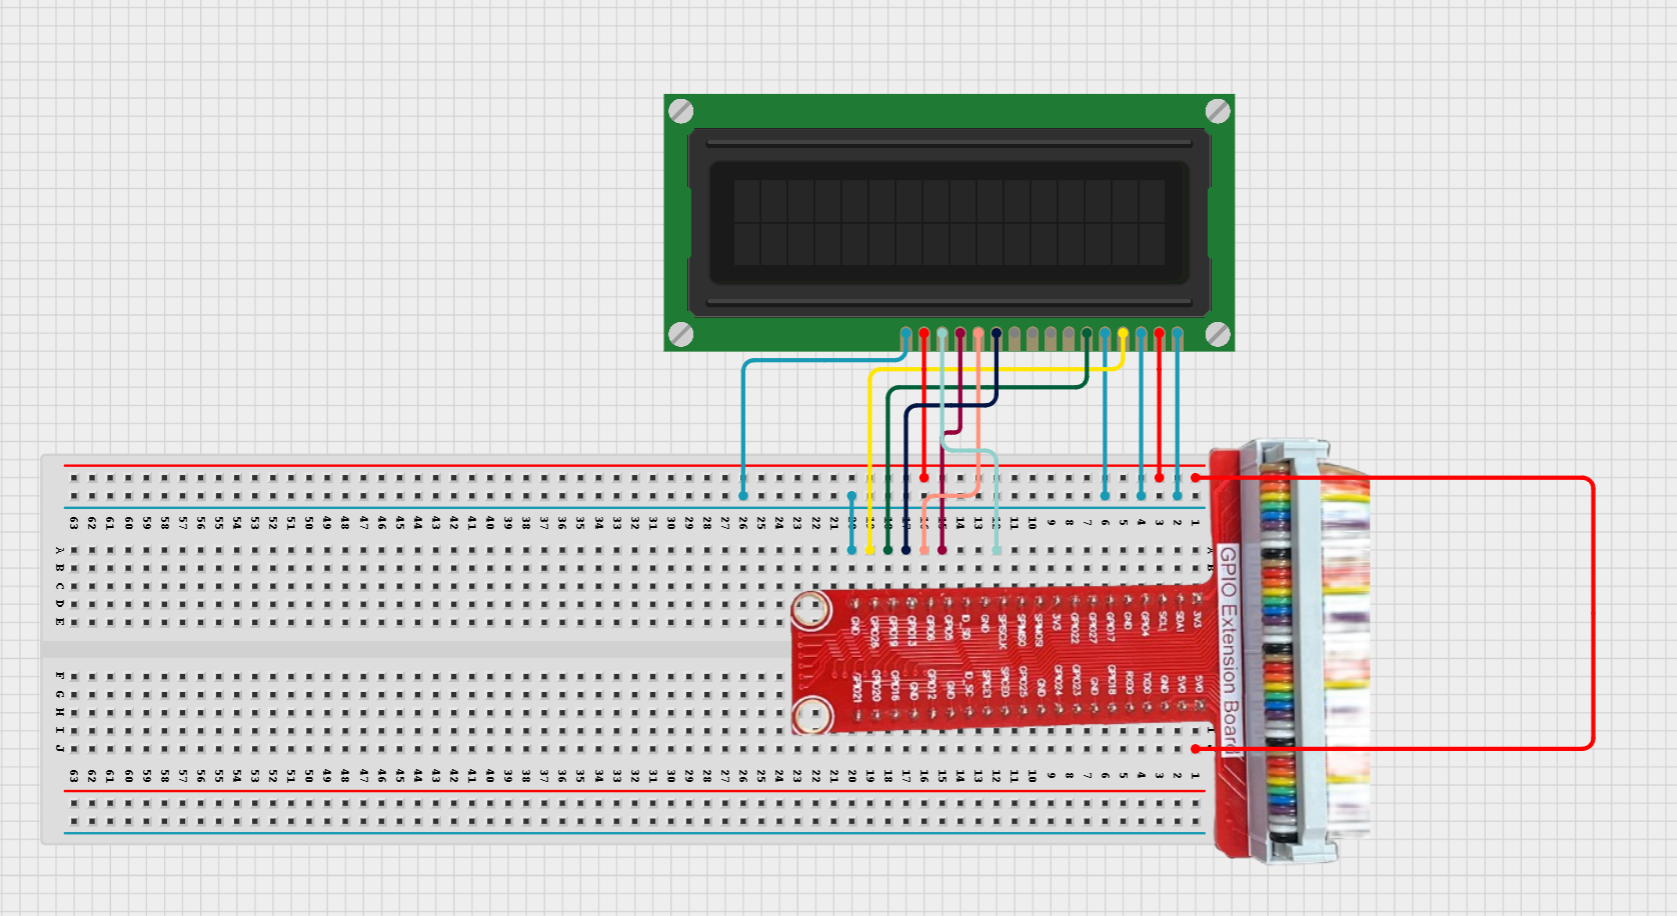 63 62 61 60 59 58 57 56 55 54 53 52 51 50 49 48 47 46 45 44 43 42 41 40 39 38 37 36 35 34 33 32 31 30 29 28 27 26 25 24 23 22 21 20 19 18 17 16 15 14 13 12 11 10 9 8 7 6 5 4 3 2 1
A A
B B
C
D
E
GND GPIO26 GPIO19 GPIO13 GPIO6 GPIO5 ID_SD GND SPISCLK SPIMISO SPIMOSI 3V3 GPIO22 GPIO27 GPIO17 GND GPIO4 SCL1 SDA1 3V3
GPIO Extension Board
GPIO21 GPIO20 GPIO16 GND GPIO12 GND ID_SC SPICE1 SPICE0 GPIO25 GND GPIO24 GPIO23 GND GPIO18 RXD0 TXD0 GND 5V0 5V0
F
G
H
I I
J
63 62 61 60 59 58 57 56 55 54 53 52 51 50 49 48 47 46 45 44 43 42 41 40 39 38 37 36 35 34 33 32 31 30 29 28 27 26 25 24 23 22 21 20 19 18 17 16 15 14 13 12 11 10 9 8 7 6 5 4 3 2 1